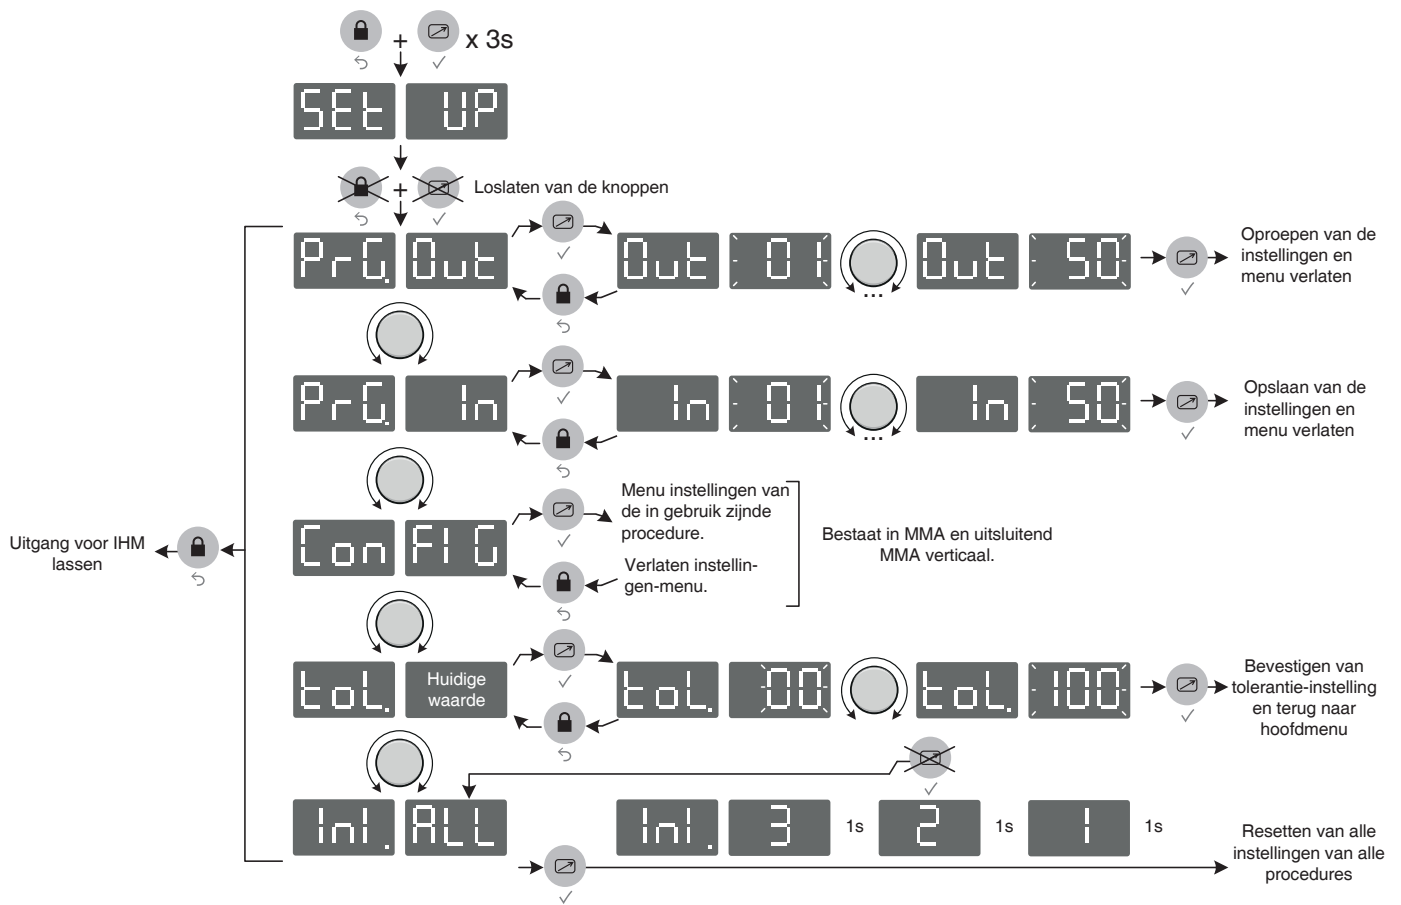 + x 3s
SEt UP
+ Loslaten van de knoppen
PrG. Out Out 01 ... Out 50
Oproepen van de
instellingen en
menu verlaten
PrG. In In 01 ... In 50
Opslaan van de
instellingen en
menu verlaten
Con FIG
Menu instellingen van
de in gebruik zijnde
procedure.
Verlaten instellin-
gen-menu.
Bestaat in MMA en uitsluitend
MMA verticaal.
Uitgang voor IHM
lassen
toL. Huidige
waarde
toL. 00 toL. 100
Bevestigen van
tolerantie-instelling
en terug naar
hoofdmenu
InI. ALL InI. 3 1s 2 1s 1 1s
Resetten van alle
instellingen van alle
procedures